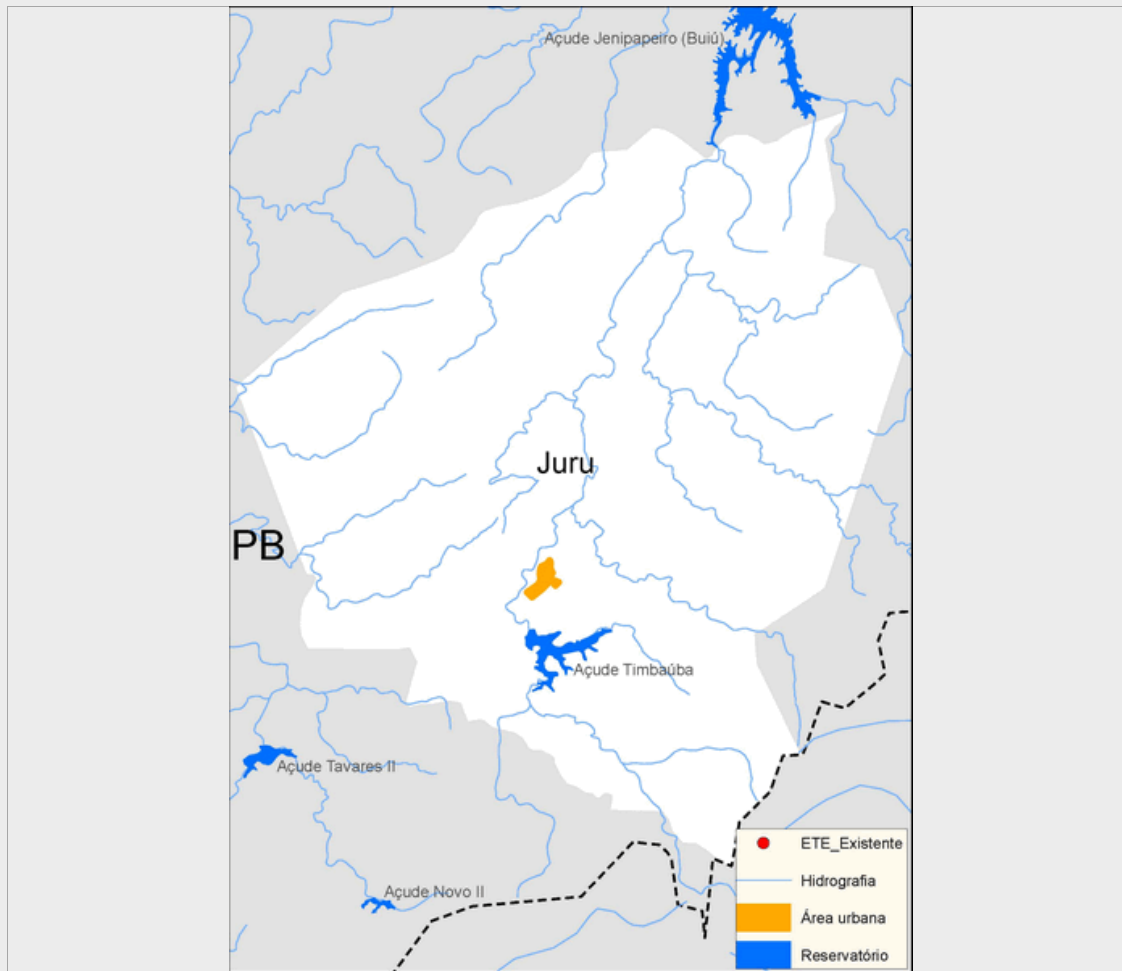 Açude Jenipapeiro (Buiú)
Juru
PB
Açude Timbaúba
Açude Tavares II
Açude Novo II
ETE_Existente
Hidrografia
Área urbana
Reservatório